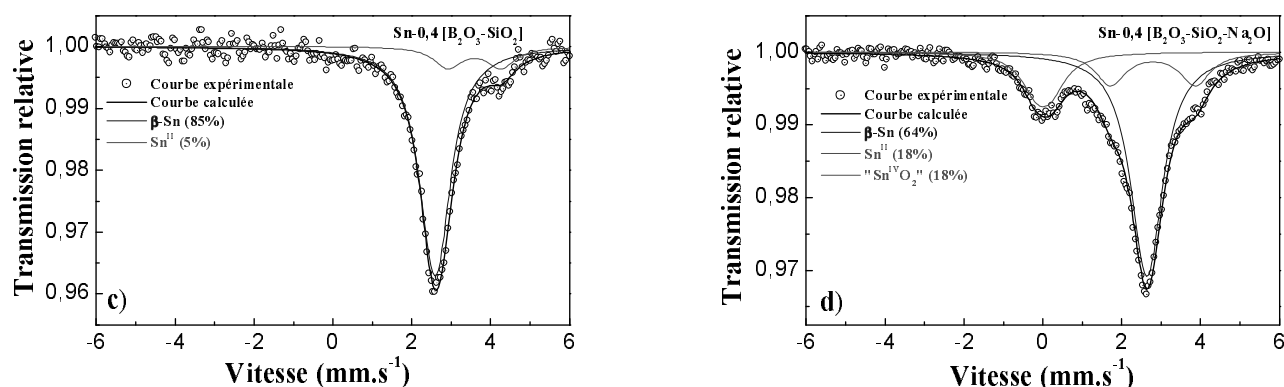 Sn-0,4 [B₂O₃-SiO₂]
1,00
0,99
0,98
0,97
0,96
Transmission relative
Courbe expérimentale
Courbe calculée
β-Sn (85%)
Snᴵᴵ (5%)
c)
-6 -4 -2 0 2 4 6
Vitesse (mm.s⁻¹)
Sn-0,4 [B₂O₃-SiO₂-Na₂O]
1,00
0,99
0,98
0,97
Transmission relative
Courbe expérimentale
Courbe calculée
β-Sn (64%)
Snᴵᴵ (18%)
"SnᴵⱽO₂" (18%)
d)
-6 -4 -2 0 2 4 6
Vitesse (mm.s⁻¹)